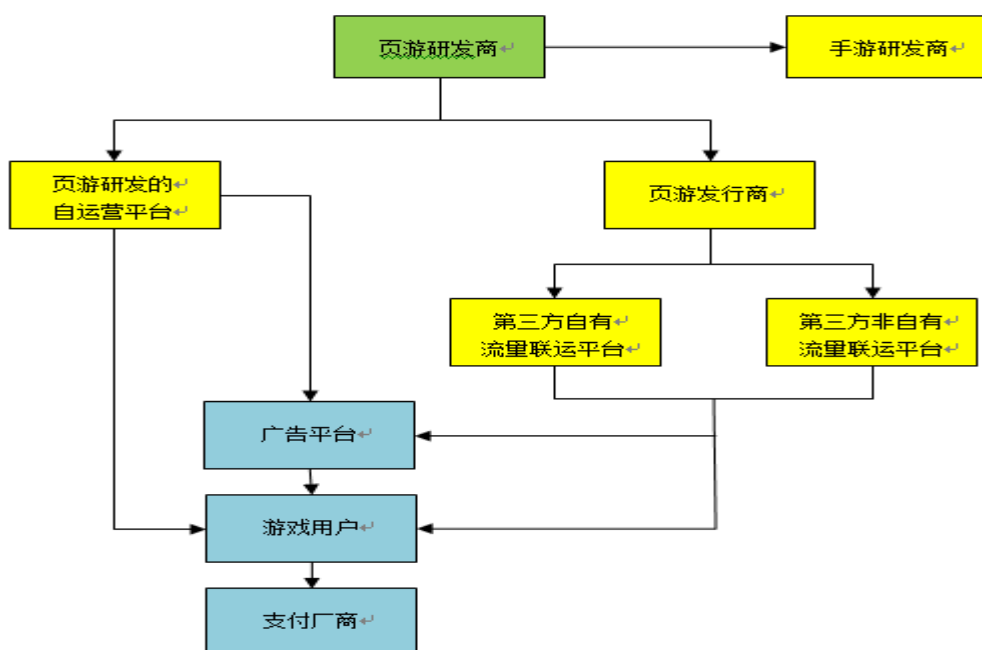 页游研发商
手游研发商
页游研发的
自运营平台
页游发行商
第三方自有
流量联运平台
第三方非自有
流量联运平台
广告平台
游戏用户
支付厂商